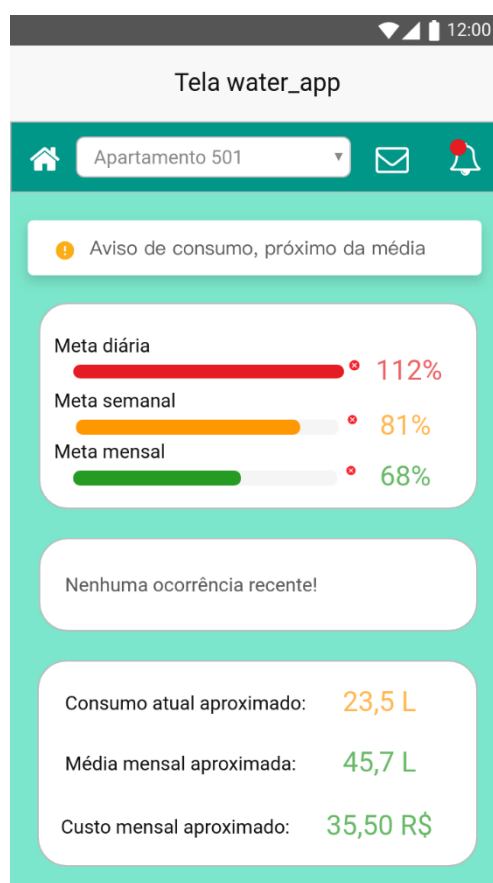 12:00
Tela water_app
Apartamento 501
Aviso de consumo, próximo da média
Meta diária
112%
Meta semanal
81%
Meta mensal
68%
Nenhuma ocorrência recente!
Consumo atual aproximado: 23,5 L
Média mensal aproximada: 45,7 L
Custo mensal aproximado: 35,50 R$